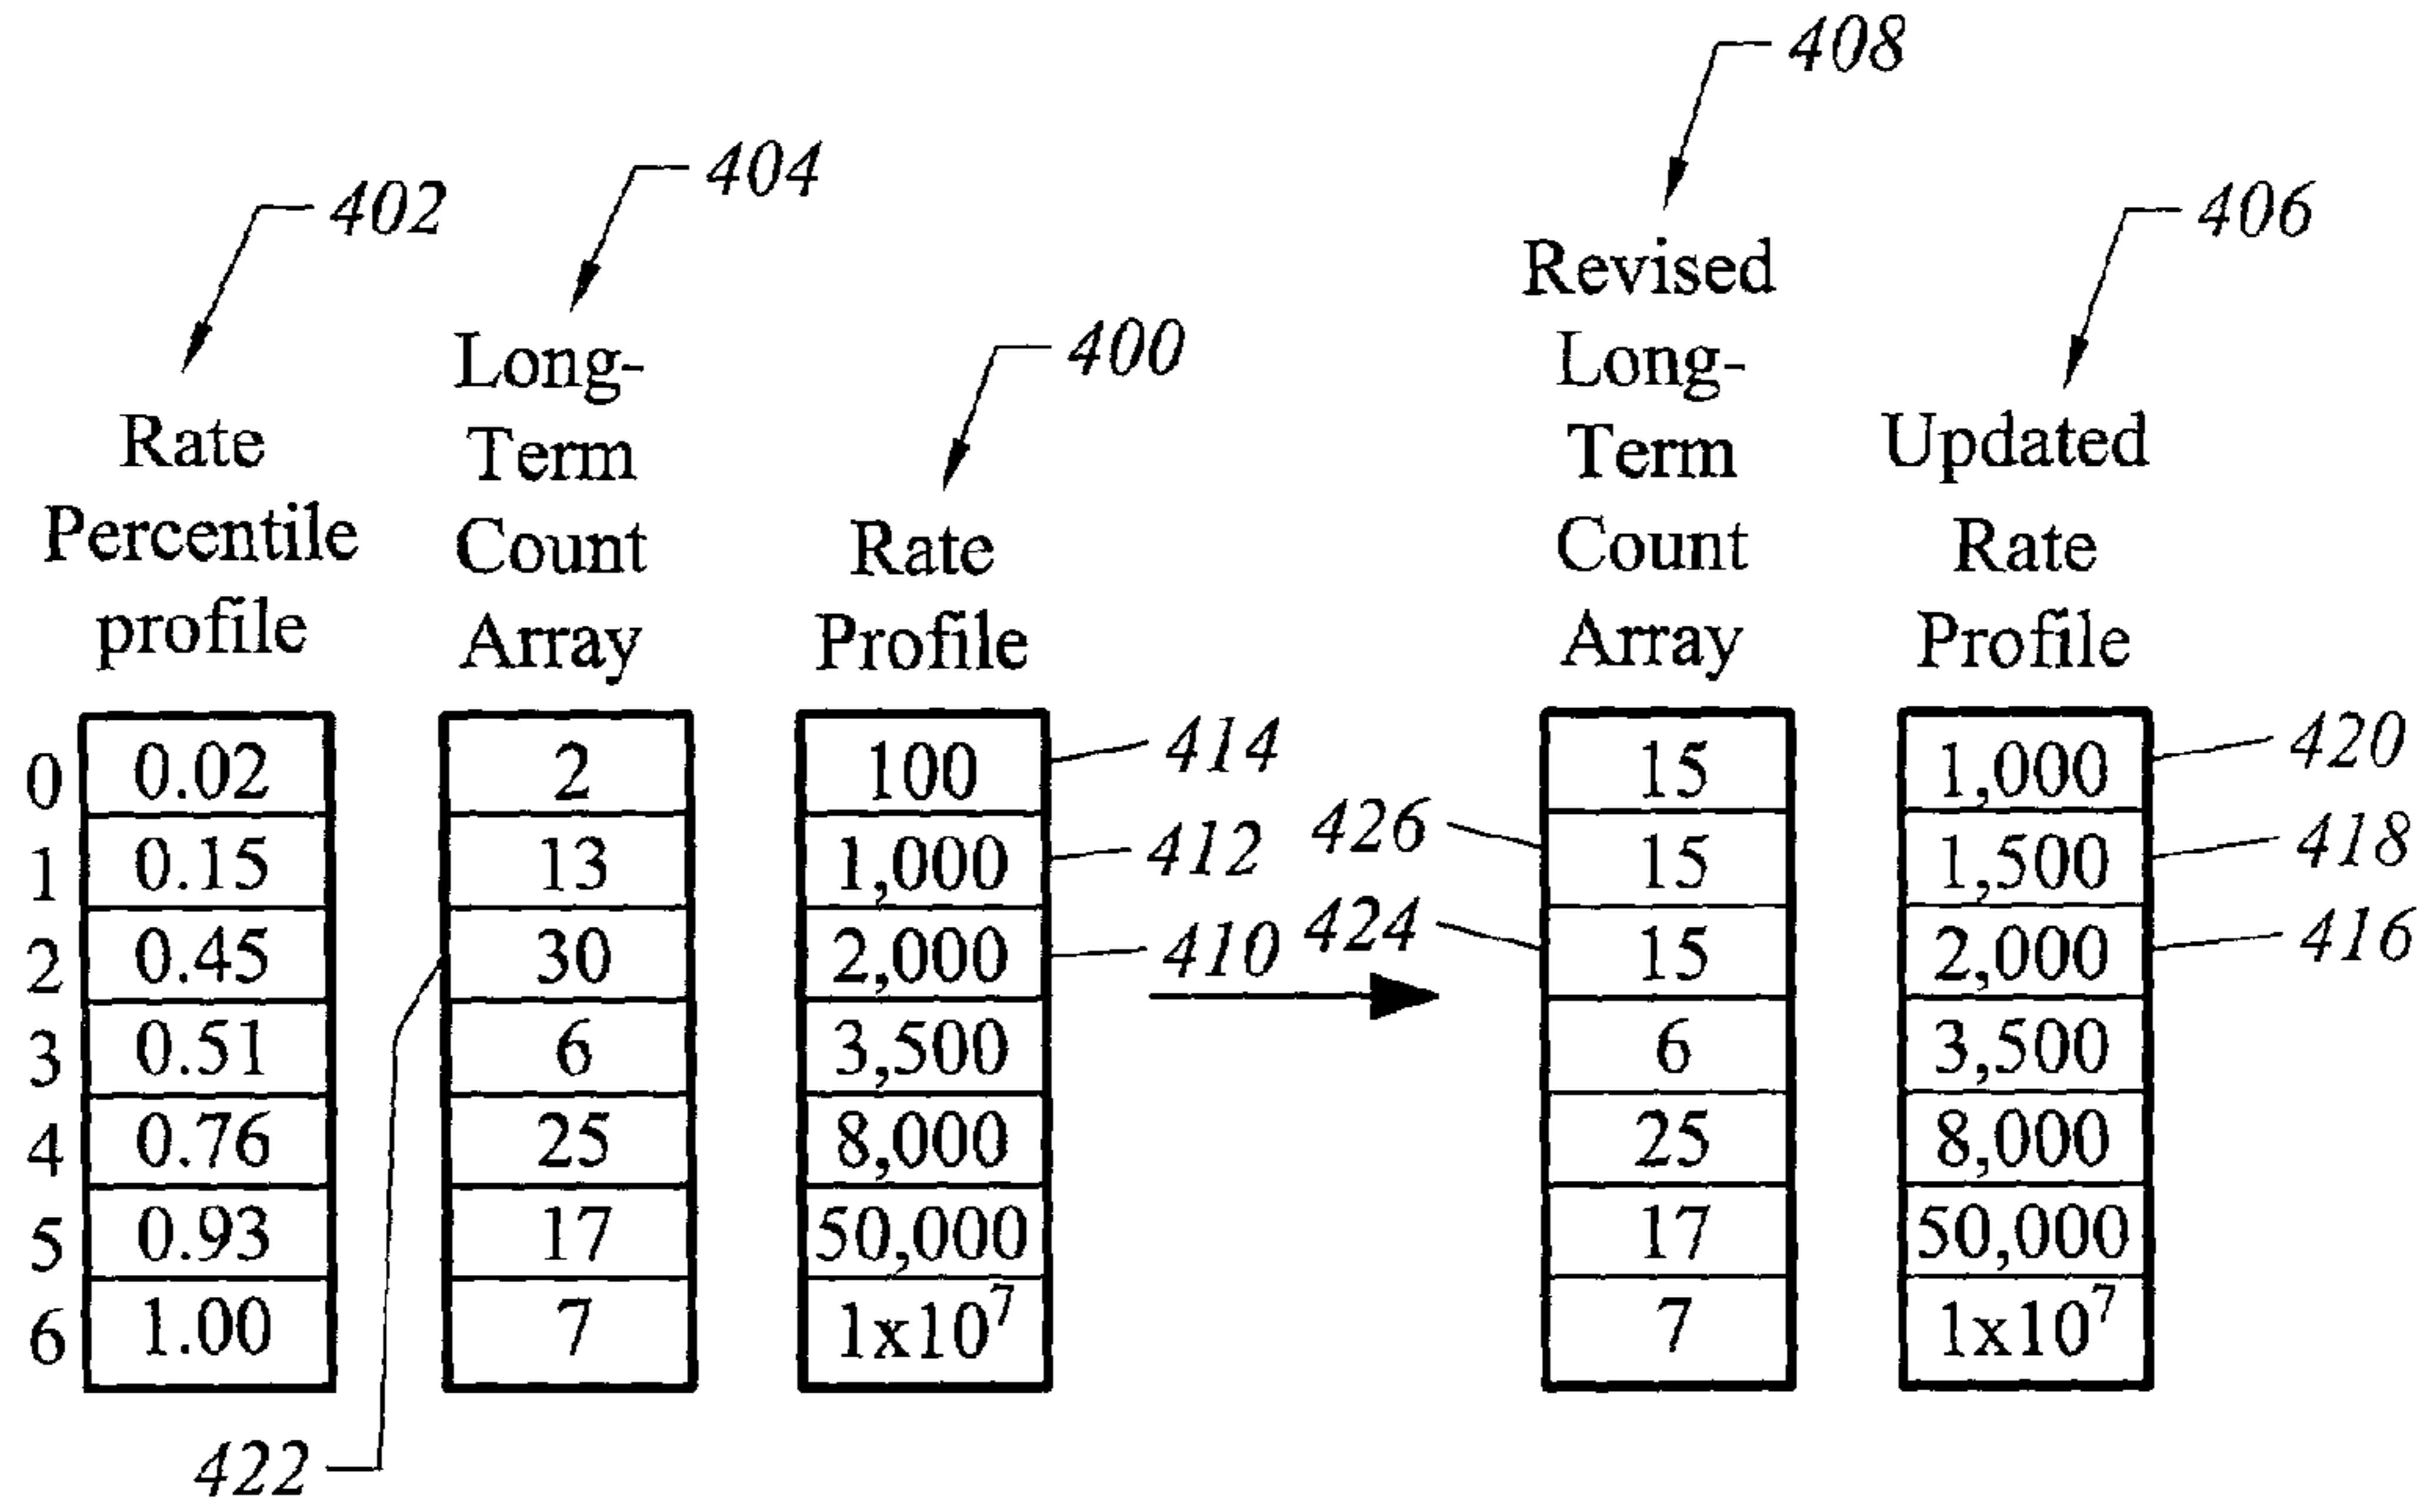 408
404
402
406
Revised
Long-
Term
Count
Array
Long-
Term
Count
Array
400
Rate
Percentile
profile
Updated
Rate
Profile
Rate
Profile
0 0.02 2 100 414 15 1,000 420
1 0.15 13 1,000 412 426 15 1,500 418
2 0.45 30 2,000 410 424 15 2,000 416
3 0.51 6 3,500 6 3,500
4 0.76 25 8,000 25 8,000
5 0.93 17 50,000 17 50,000
6 1.00 7 1x10⁷ 7 1x10⁷
422